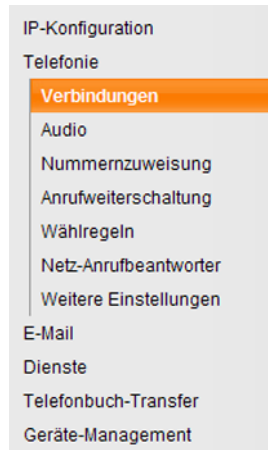 IP-Konfiguration
Telefonie
Verbindungen
Audio
Nummernzuweisung
Anrufweiterschaltung
Wählregeln
Netz-Anrufbeantworter
Weitere Einstellungen
E-Mail
Dienste
Telefonbuch-Transfer
Geräte-Management